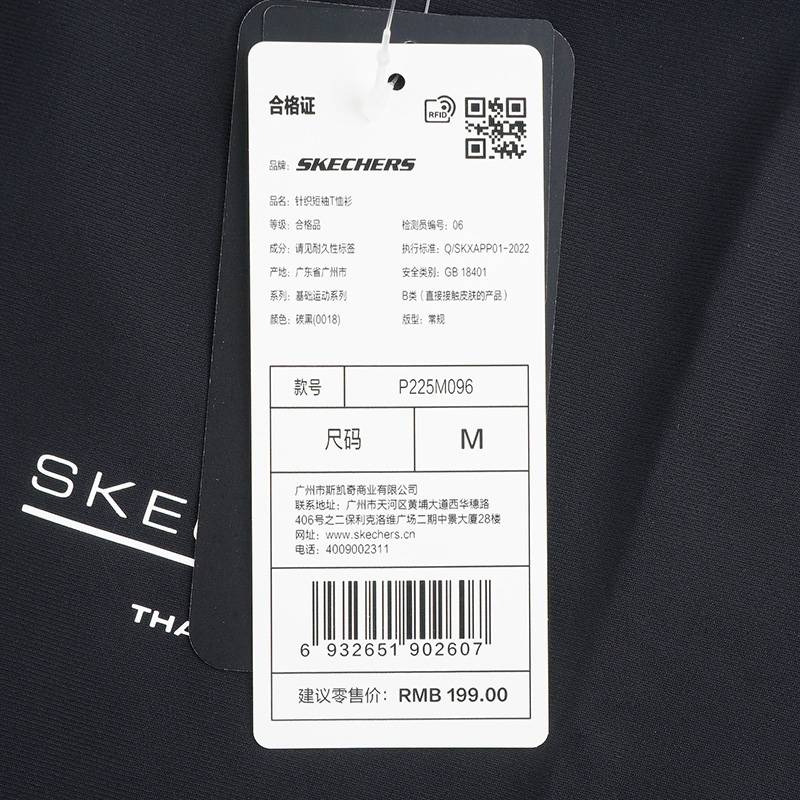 合格证
RFID
品牌: SKECHERS
品名: 针织短袖T恤衫
等级: 合格品 检测员编号: 06
成分: 请见耐久性标签 执行标准: Q/SKXAPP01-2022
产地: 广东省广州市 安全类别: GB 18401
系列: 基础运动系列 B类 (直接接触皮肤的产品)
颜色: 碳黑(0018) 版型: 常规
款号 P225M096
尺码 M
广州市斯凯奇商业有限公司
联系地址: 广州市天河区黄埔大道西华穗路
406号之二保利克洛维广场二期中景大厦28楼
网址: www.skechers.cn
电话: 4009002311
6 932651 902607
建议零售价: RMB 199.00
SKE
THA